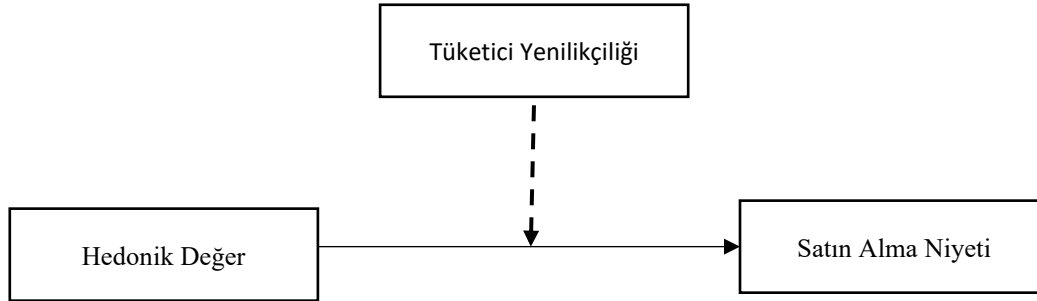 Tüketici Yenilikçiliği
Hedonik Değer
Satın Alma Niyeti